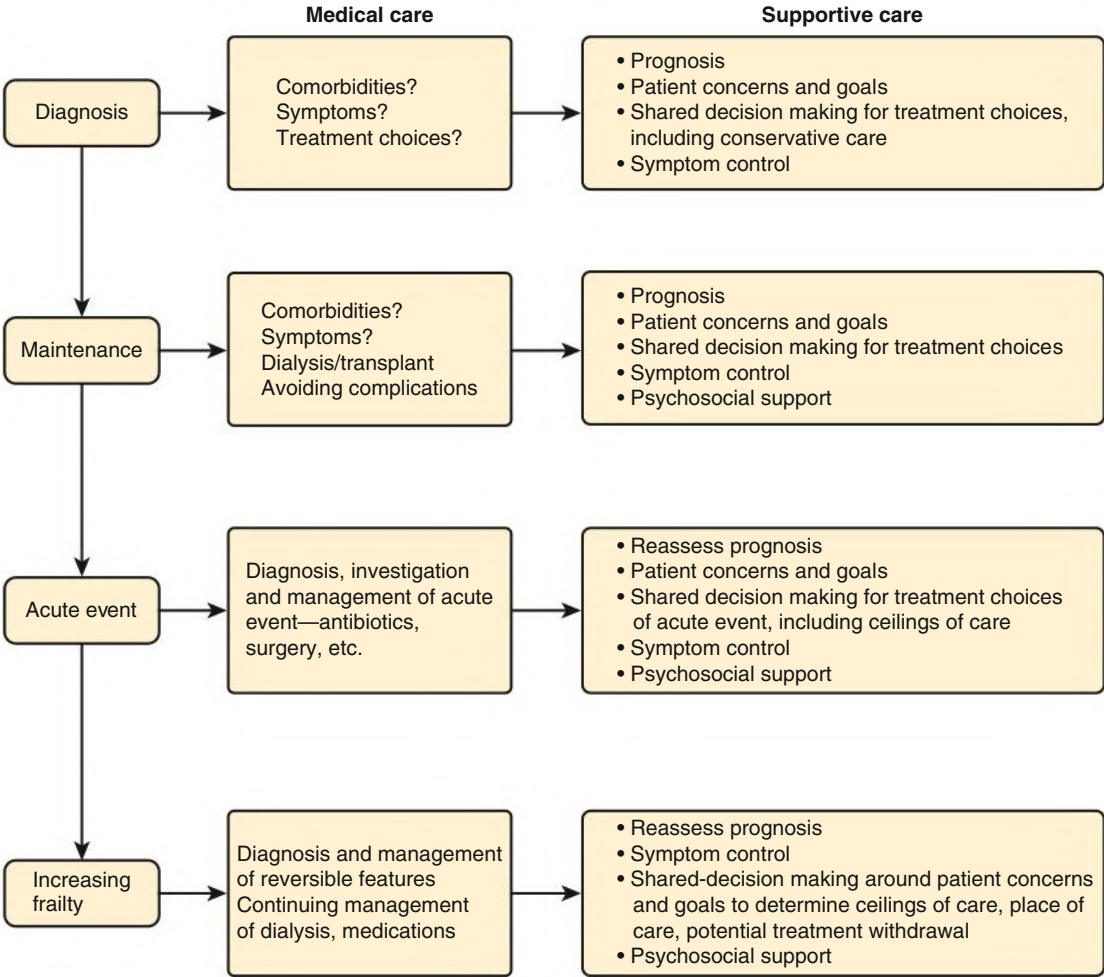 Medical care
Supportive care
Diagnosis
Comorbidities?
Symptoms?
Treatment choices?
• Prognosis
• Patient concerns and goals
• Shared decision making for treatment choices,
including conservative care
• Symptom control
Maintenance
Comorbidities?
Symptoms?
Dialysis/transplant
Avoiding complications
• Prognosis
• Patient concerns and goals
• Shared decision making for treatment choices
• Symptom control
• Psychosocial support
Acute event
Diagnosis, investigation
and management of acute
event—antibiotics,
surgery, etc.
• Reassess prognosis
• Patient concerns and goals
• Shared decision making for treatment choices
of acute event, including ceilings of care
• Symptom control
• Psychosocial support
Increasing
frailty
Diagnosis and management
of reversible features
Continuing management
of dialysis, medications
• Reassess prognosis
• Symptom control
• Shared-decision making around patient concerns
and goals to determine ceilings of care, place of
care, potential treatment withdrawal
• Psychosocial support